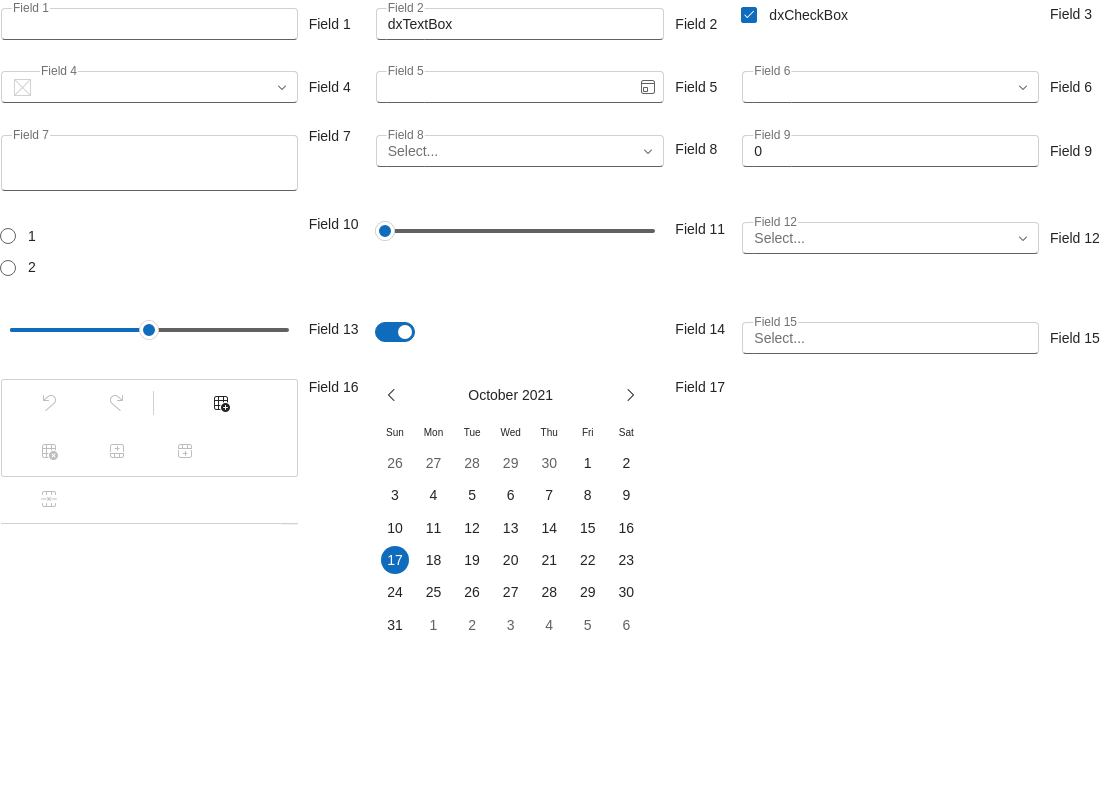 Field 1
Field 1
Field 2
dxTextBox
Field 2
dxCheckBox
Field 3
Field 4
Field 4
Field 5
Field 5
Field 6
Field 6
Field 7
Field 7
Field 8
Select...
Field 8
Field 9
0
Field 9
1
2
Field 10
Field 11
Field 12
Select...
Field 12
Field 13
Field 14
Field 15
Select...
Field 15
Field 16
October 2021
Sun Mon Tue Wed Thu Fri Sat
26 27 28 29 30 1 2
3 4 5 6 7 8 9
10 11 12 13 14 15 16
17 18 19 20 21 22 23
24 25 26 27 28 29 30
31 1 2 3 4 5 6
Field 17